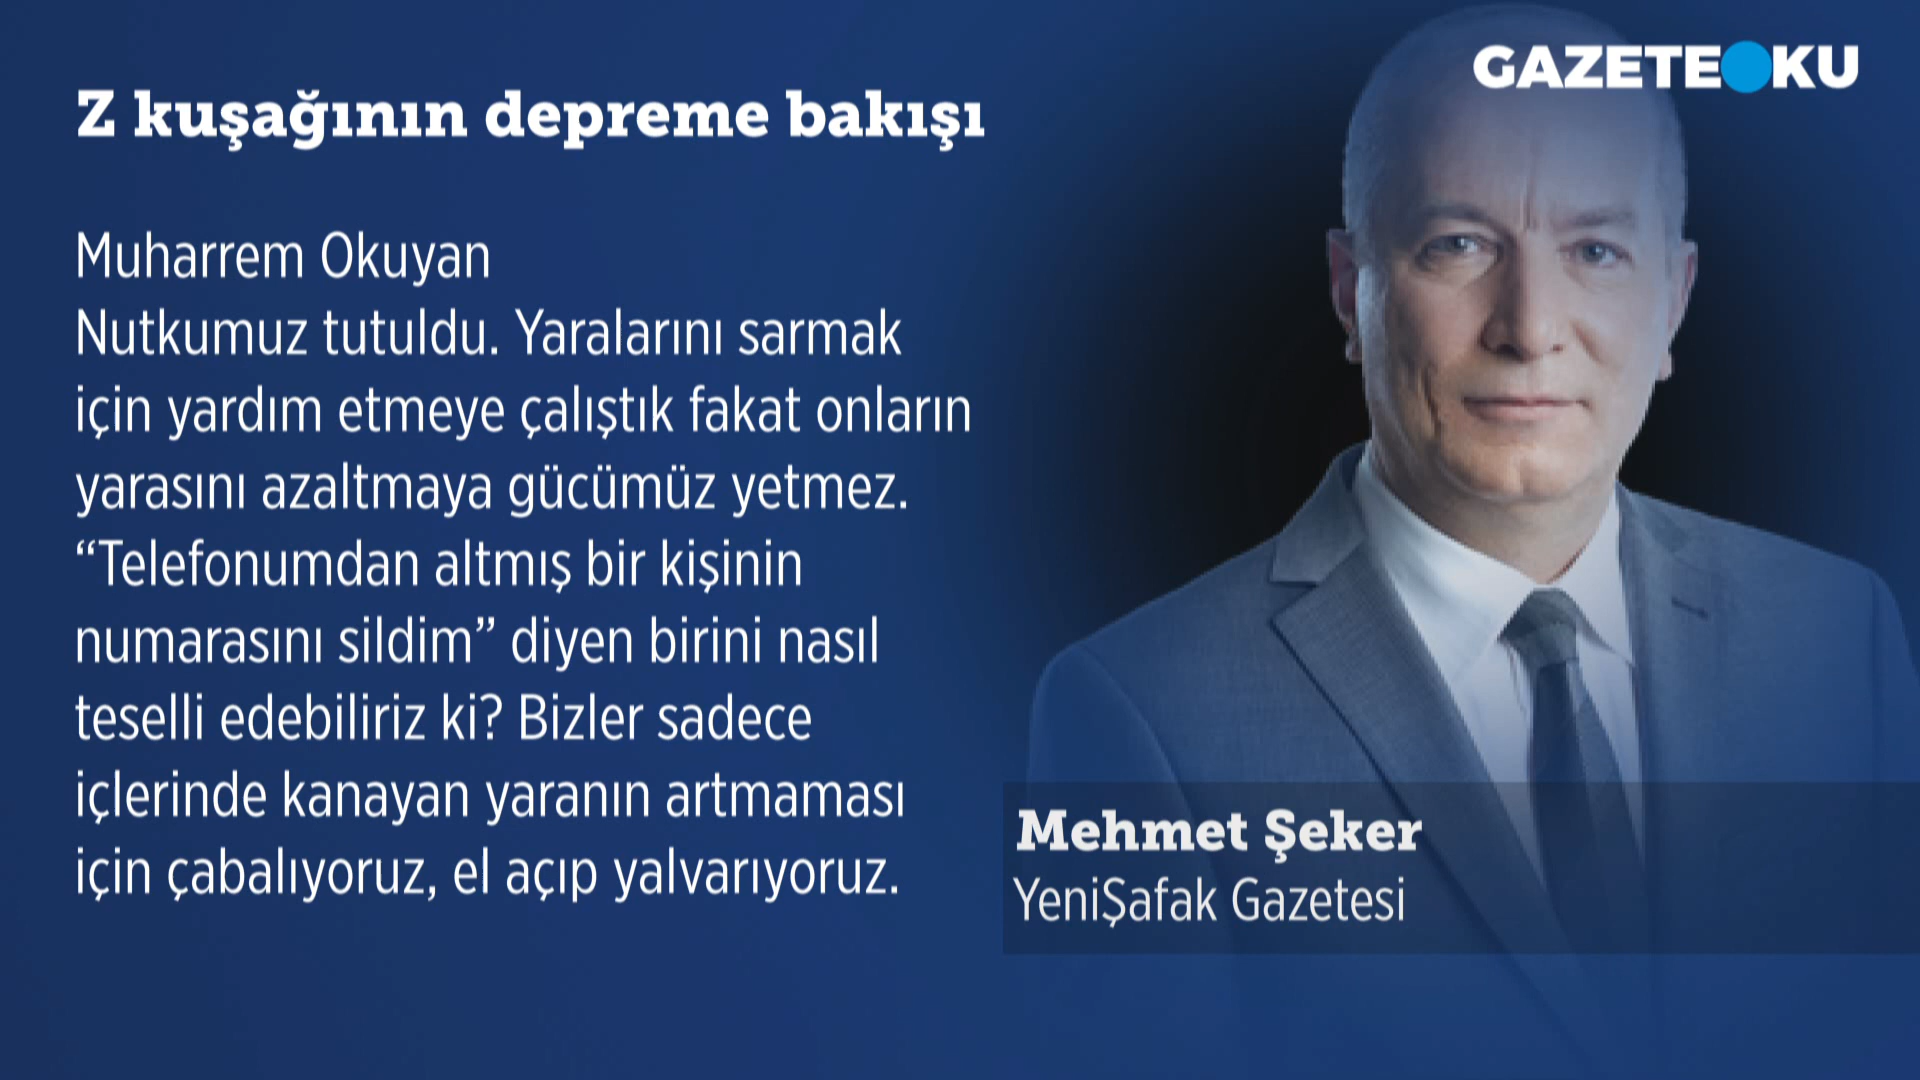 GAZETE OKU
Z kuşağının depreme bakışı
Muharrem Okuyan
Nutkumuz tutuldu. Yaralarını sarmak
için yardım etmeye çalıştık fakat onların
yarasını azaltmaya gücümüz yetmez.
“Telefonumdan altmış bir kişinin
numarasını sildim” diyen birini nasıl
teselli edebiliriz ki? Bizler sadece
içlerinde kanayan yaranın artmaması
için çabalıyoruz, el açıp yalvarıyoruz.
Mehmet Şeker
YeniŞafak Gazetesi